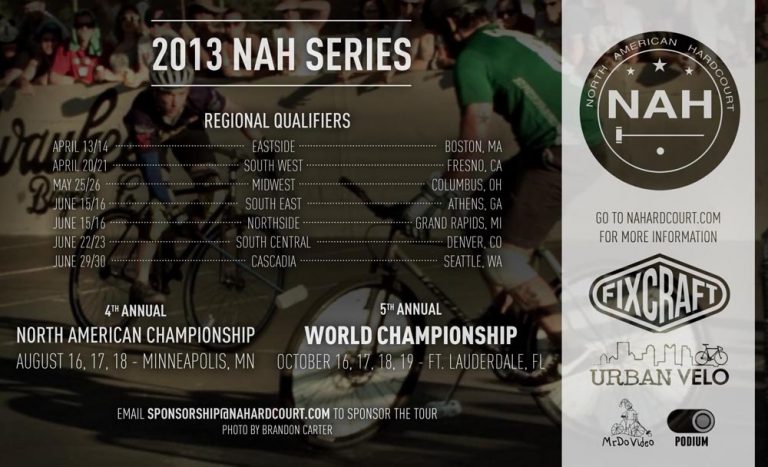 2013 NAH SERIES
REGIONAL QUALIFIERS
APRIL 13/14 EASTSIDE BOSTON, MA
APRIL 20/21 SOUTH WEST FRESNO, CA
MAY 25/26 MIDWEST COLUMBUS, OH
JUNE 15/16 SOUTH EAST ATHENS, GA
JUNE 15/16 NORTHSIDE GRAND RAPIDS, MI
JUNE 22/23 SOUTH CENTRAL DENVER, CO
JUNE 29/30 CASCADIA SEATTLE, WA
4TH ANNUAL
NORTH AMERICAN CHAMPIONSHIP
AUGUST 16, 17, 18 - MINNEAPOLIS, MN
5TH ANNUAL
WORLD CHAMPIONSHIP
OCTOBER 16, 17, 18, 19 - FT. LAUDERDALE, FL
EMAIL SPONSORSHIP@NAHARDCOURT.COM TO SPONSOR THE TOUR
PHOTO BY BRANDON CARTER
NORTH AMERICAN HARDCOURT
NAH
GO TO NAHARDCOURT.COM
FOR MORE INFORMATION
FIXCRAFT
URBAN VELO
MrDoVideo
PODIUM